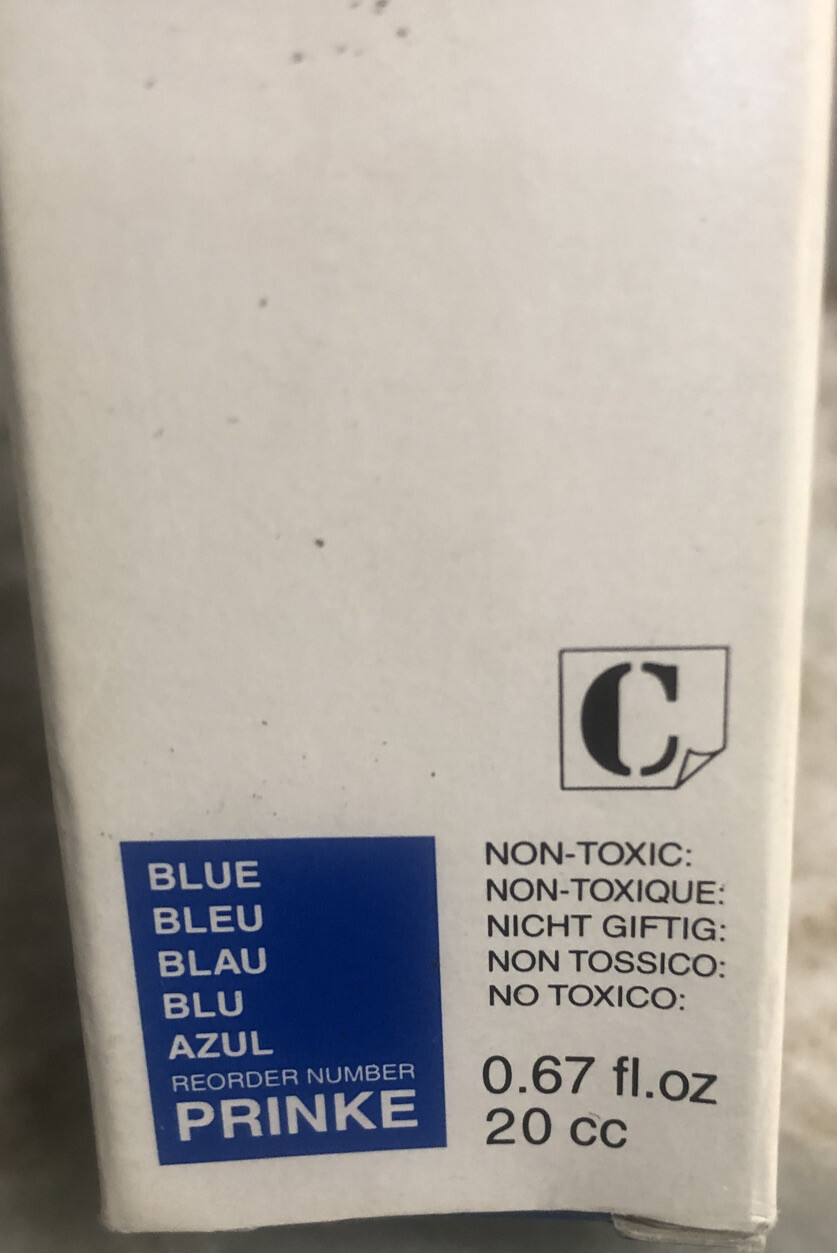 C
BLUE
BLEU
BLAU
BLU
AZUL
REORDER NUMBER
PRINKE
NON-TOXIC:
NON-TOXIQUE:
NICHT GIFTIG:
NON TOSSICO:
NO TOXICO:
0.67 fl.oz
20 cc